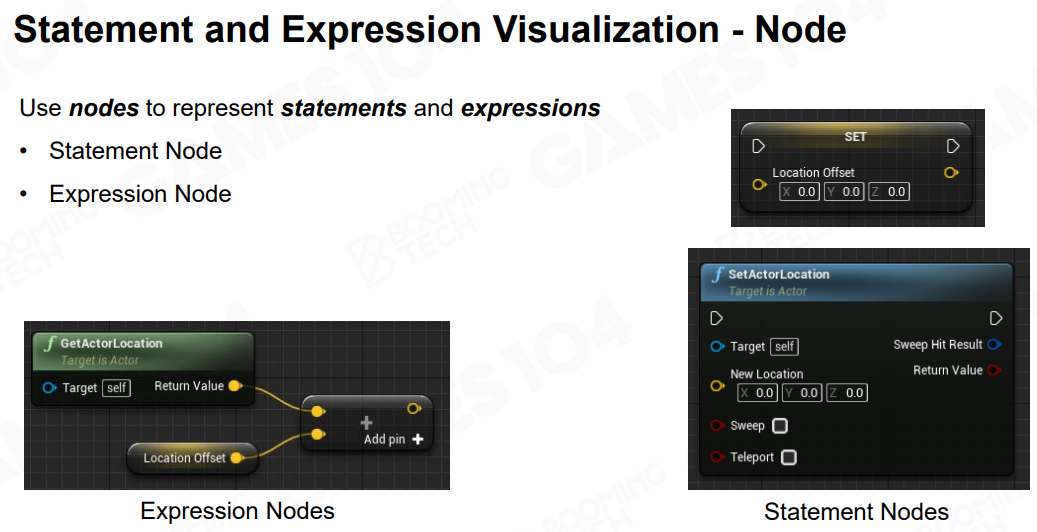 Statement and Expression Visualization - Node
Use nodes to represent statements and expressions
• Statement Node
• Expression Node
SET
Location Offset
X 0.0 Y 0.0 Z 0.0
f SetActorLocation
Target is Actor
Target self
Sweep Hit Result
New Location
Return Value
X 0.0 Y 0.0 Z 0.0
Sweep
Teleport
Statement Nodes
f GetActorLocation
Target is Actor
Target self
Return Value
Add pin +
Location Offset
Expression Nodes
GAMES104
BOOMING
TECH